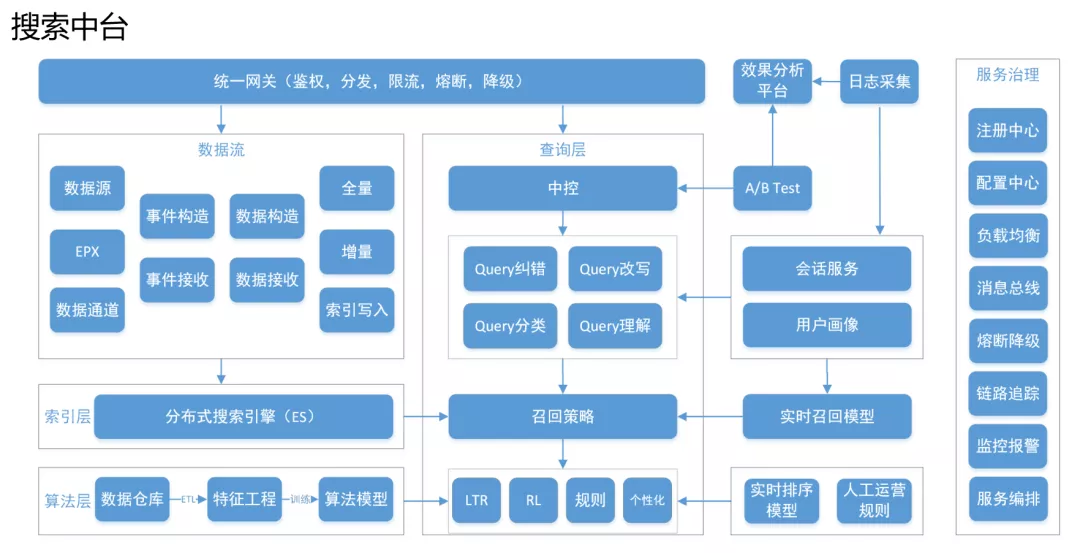 搜索中台
统一网关（鉴权，分发，限流，熔断，降级）
效果分析
平台
日志采集
服务治理
数据流
数据源
EPX
数据通道
事件构造
事件接收
数据构造
数据接收
全量
增量
索引写入
查询层
中控
A/B Test
Query纠错
Query改写
Query分类
Query理解
会话服务
用户画像
索引层
分布式搜索引擎（ES）
召回策略
实时召回模型
算法层
数据仓库
ETL
特征工程
训练
算法模型
LTR
RL
规则
个性化
实时排序
模型
人工运营
规则
注册中心
配置中心
负载均衡
消息总线
熔断降级
链路追踪
监控报警
服务编排